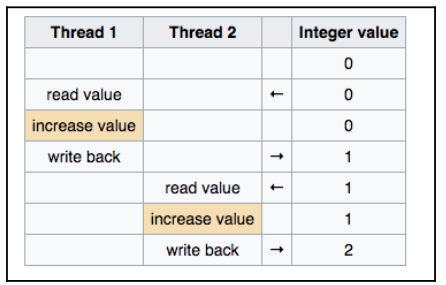 Thread 1 Thread 2 Integer value
0
read value ← 0
increase value 0
write back → 1
read value ← 1
increase value 1
write back → 2